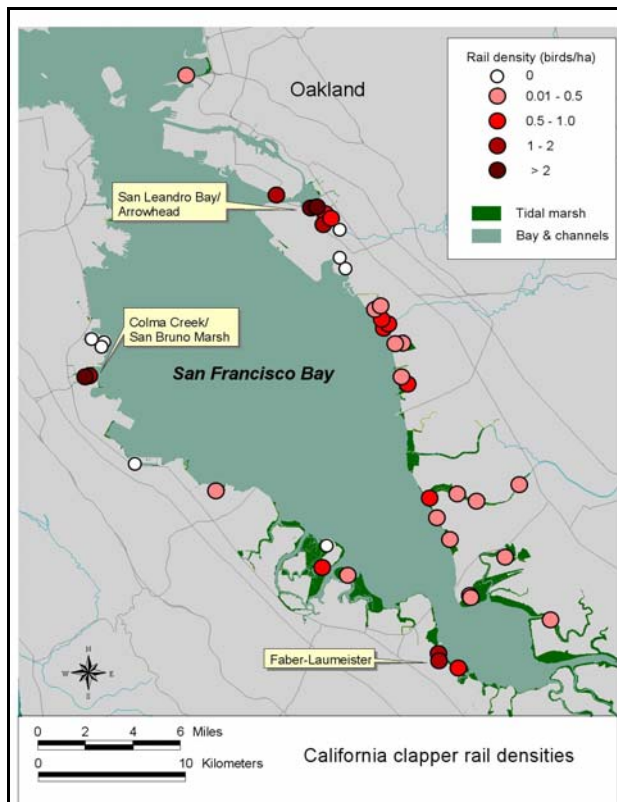 Rail density (birds/ha)
0
0.01 - 0.5
0.5 - 1.0
1 - 2
> 2
Tidal marsh
Bay & channels
Oakland
San Leandro Bay/
Arrowhead
Colma Creek/
San Bruno Marsh
San Francisco Bay
Faber-Laumeister
N
W
E
S
0 2 4 6 Miles
0 10 Kilometers
California clapper rail densities